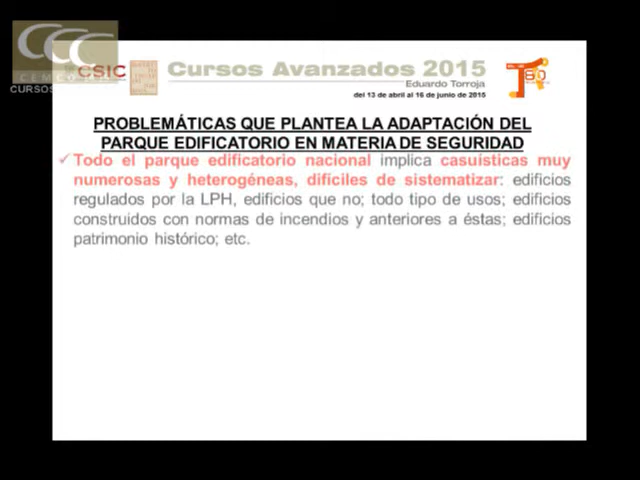 CCC
CEMCO
CURSOS
CSIC
Cursos Avanzados 2015
Eduardo Torroja
del 13 de abril al 16 de junio de 2015
PROBLEMÁTICAS QUE PLANTEA LA ADAPTACIÓN DEL
PARQUE EDIFICATORIO EN MATERIA DE SEGURIDAD
✓Todo el parque edificatorio nacional implica casuísticas muy
numerosas y heterogéneas, difíciles de sistematizar: edificios
regulados por la LPH, edificios que no; todo tipo de usos; edificios
construidos con normas de incendios y anteriores a éstas; edificios
patrimonio histórico; etc.